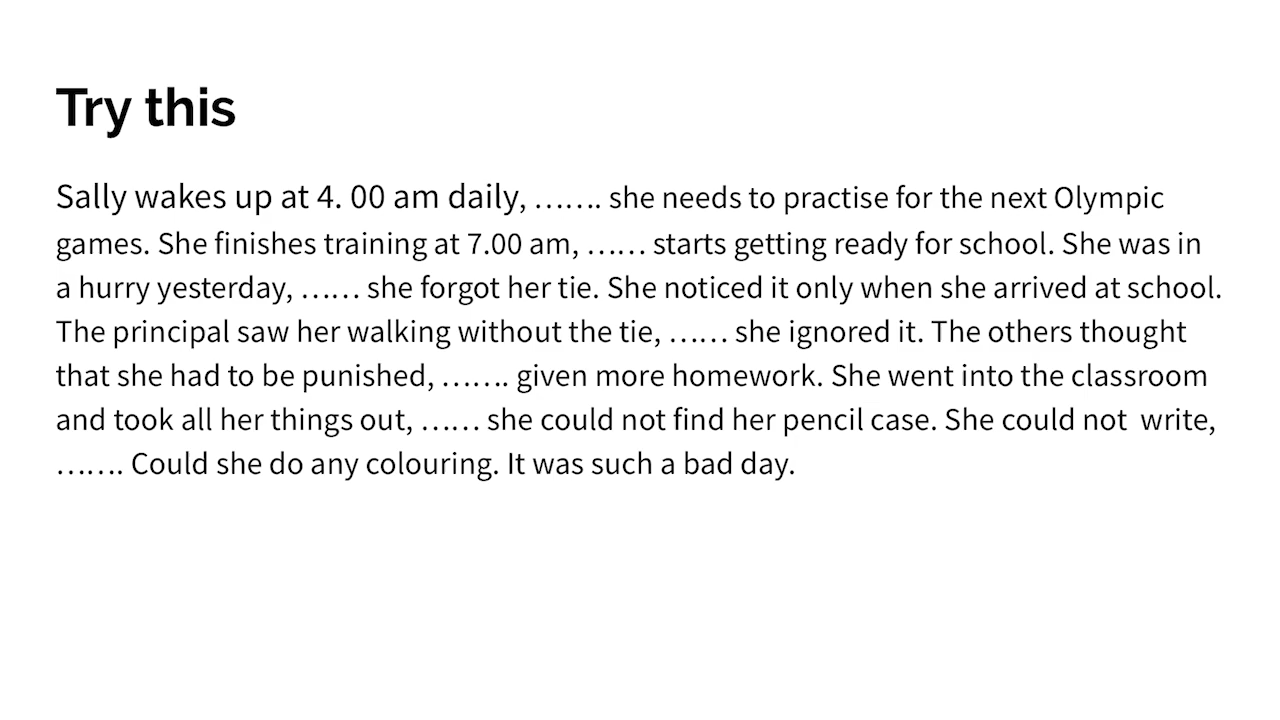 Try this
Sally wakes up at 4. 00 am daily, ……. she needs to practise for the next Olympic
games. She finishes training at 7.00 am, …… starts getting ready for school. She was in
a hurry yesterday, …… she forgot her tie. She noticed it only when she arrived at school.
The principal saw her walking without the tie, …… she ignored it. The others thought
that she had to be punished, ……. given more homework. She went into the classroom
and took all her things out, …… she could not find her pencil case. She could not  write,
……. Could she do any colouring. It was such a bad day.